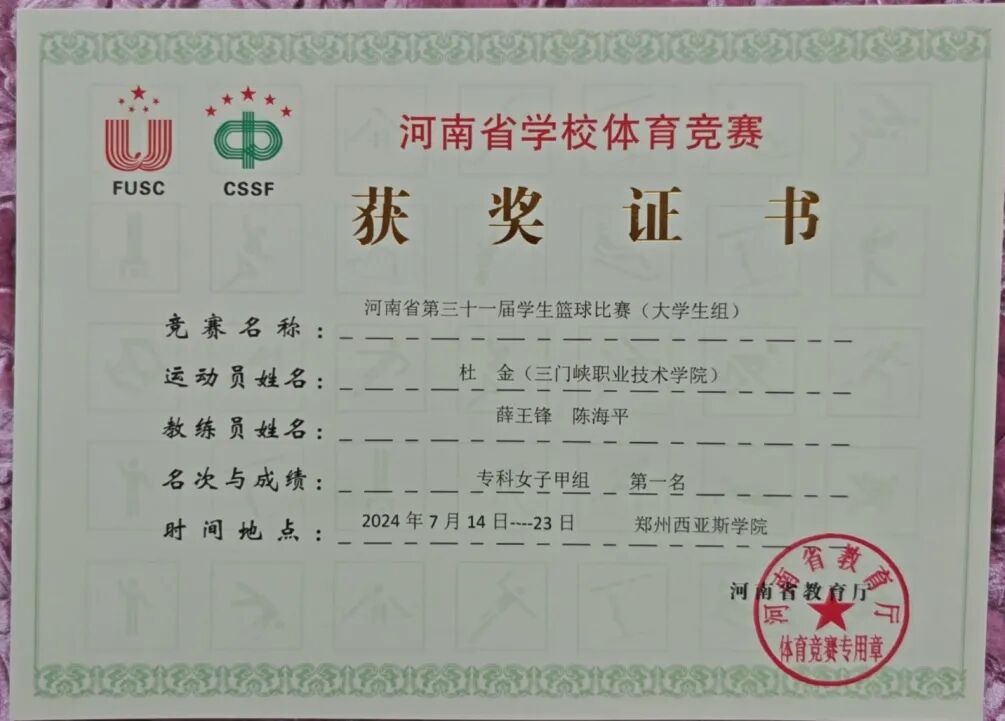 FUSC
CSSF
河南省学校体育竞赛
获奖证书
竞赛名称：河南省第三十一届学生篮球比赛（大学生组）
运动员姓名：杜 金（三门峡职业技术学院）
教练员姓名：薛王锋 陈海平
名次与成绩：专科女子甲组 第一名
时间地点：2024年7月14日----23日 郑州西亚斯学院
河南省教育厅
河南省教育厅
体育竞赛专用章